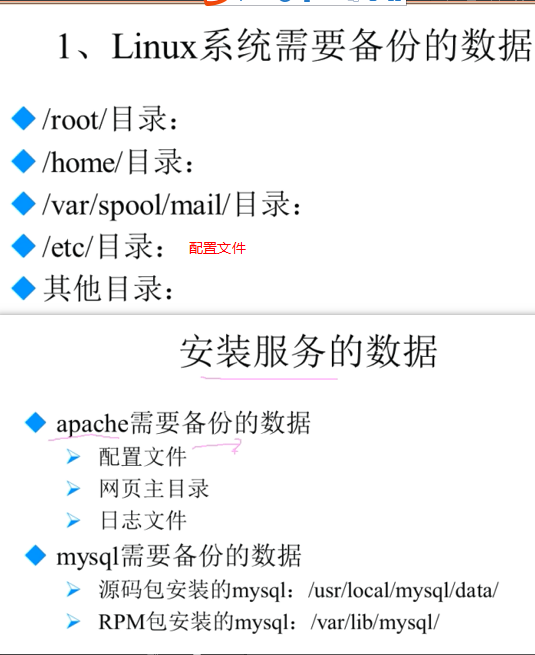 1、Linux系统需要备份的数据
/root/目录：
/home/目录：
/var/spool/mail/目录：
/etc/目录： 配置文件
其他目录：
安装服务的数据
apache需要备份的数据
配置文件
网页主目录
日志文件
mysql需要备份的数据
源码包安装的mysql：/usr/local/mysql/data/
RPM包安装的mysql：/var/lib/mysql/